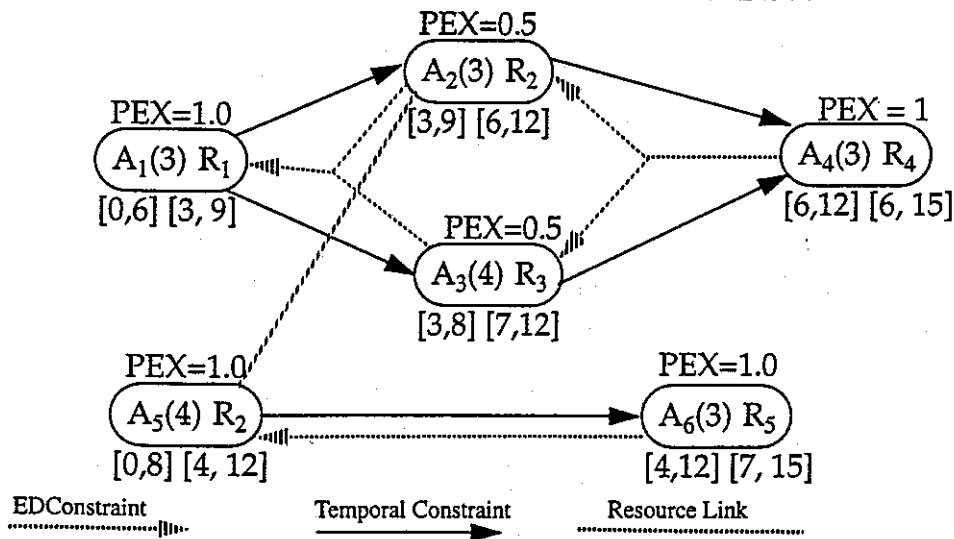 PEX=0.5
A2(3) R2
[3,9] [6,12]
PEX=1.0
A1(3) R1
[0,6] [3, 9]
PEX = 1
A4(3) R4
[6,12] [6, 15]
PEX=0.5
A3(4) R3
[3,8] [7,12]
PEX=1.0
A5(4) R2
[0,8] [4, 12]
PEX=1.0
A6(3) R5
[4,12] [7, 15]
EDConstraint
Temporal Constraint
Resource Link